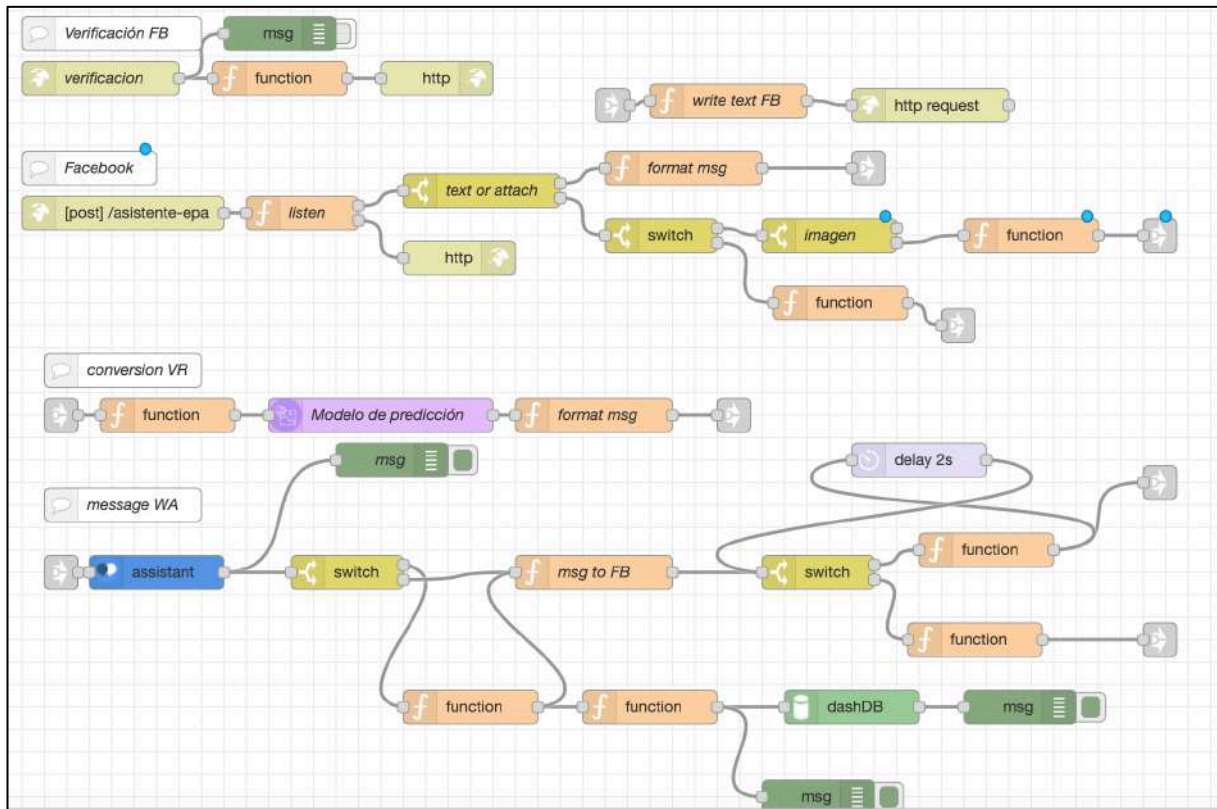 Verificación FB
msg
verificacion
function
http
write text FB
http request
Facebook
format msg
text or attach
[post] /asistente-epa
listen
switch
imagen
function
http
function
conversion VR
function
Modelo de predicción
format msg
msg
delay 2s
message WA
function
assistant
switch
msg to FB
switch
function
function
function
dashDB
msg
msg